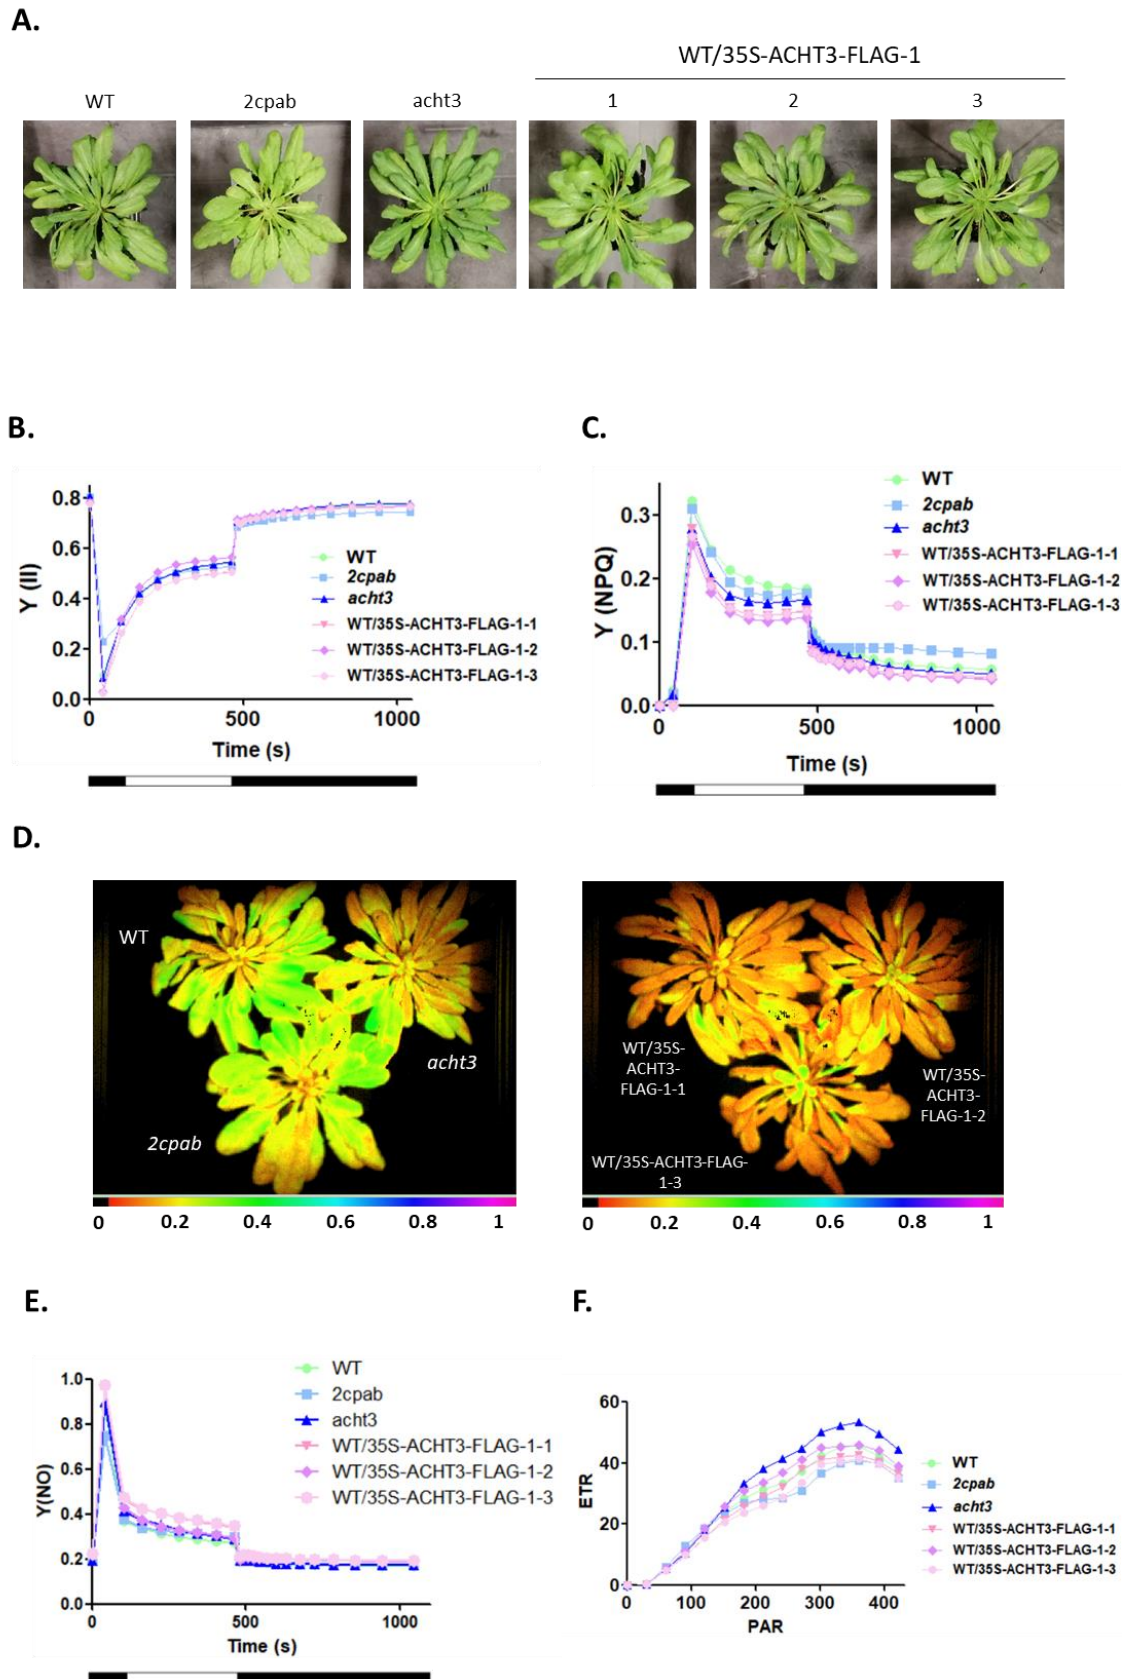 A.
WT/35S-ACHT3-FLAG-1
WT 2cpab acht3 1 2 3
B.
0.8
0.6
0.4
0.2
0.0
Y (II)
0 500 1000
Time (s)
WT
2cpab
acht3
WT/35S-ACHT3-FLAG-1-1
WT/35S-ACHT3-FLAG-1-2
WT/35S-ACHT3-FLAG-1-3
C.
0.3
0.2
0.1
0.0
Y (NPQ)
0 500 1000
Time (s)
WT
2cpab
acht3
WT/35S-ACHT3-FLAG-1-1
WT/35S-ACHT3-FLAG-1-2
WT/35S-ACHT3-FLAG-1-3
D.
WT
acht3
2cpab
0 0.2 0.4 0.6 0.8 1
WT/35S-
ACHT3-
FLAG-1-1
WT/35S-
ACHT3-
FLAG-1-2
WT/35S-ACHT3-FLAG-
1-3
0 0.2 0.4 0.6 0.8 1
E.
1.0
0.8
0.6
0.4
0.2
0.0
Y(NO)
0 500 1000
Time (s)
WT
2cpab
acht3
WT/35S-ACHT3-FLAG-1-1
WT/35S-ACHT3-FLAG-1-2
WT/35S-ACHT3-FLAG-1-3
F.
60
40
20
0
ETR
0 100 200 300 400
PAR
WT
2cpab
acht3
WT/35S-ACHT3-FLAG-1-1
WT/35S-ACHT3-FLAG-1-2
WT/35S-ACHT3-FLAG-1-3